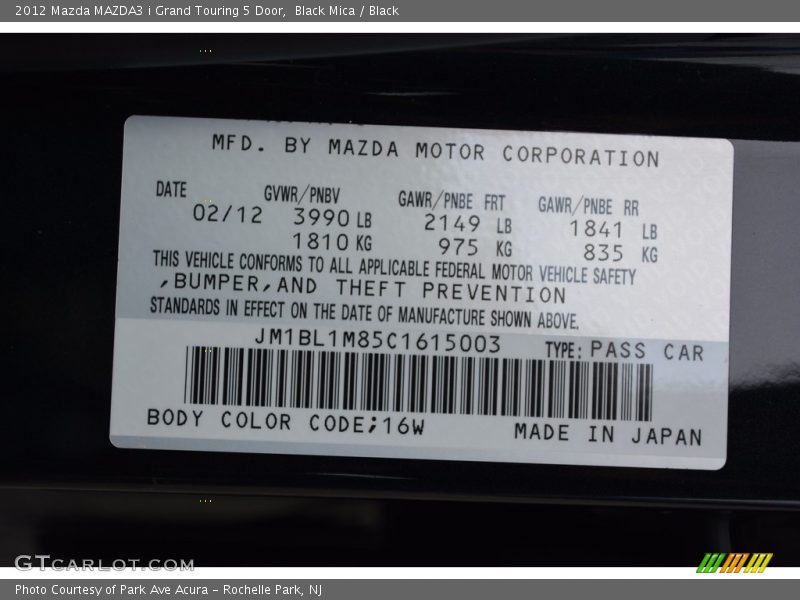 2012 Mazda MAZDA3 i Grand Touring 5 Door,  Black Mica / Black
MFD. BY MAZDA MOTOR CORPORATION
DATE GVWR/PNBV GAWR/PNBE FRT GAWR/PNBE RR
02/12 3990 LB 2149 LB 1841 LB
1810 KG 975 KG 835 KG
THIS VEHICLE CONFORMS TO ALL APPLICABLE FEDERAL MOTOR VEHICLE SAFETY
,BUMPER,AND THEFT PREVENTION
STANDARDS IN EFFECT ON THE DATE OF MANUFACTURE SHOWN ABOVE.
JM1BL1M85C1615003 TYPE: PASS CAR
BODY COLOR CODE;16W MADE IN JAPAN
GTCARLOT.COM
Photo Courtesy of Park Ave Acura – Rochelle Park, NJ